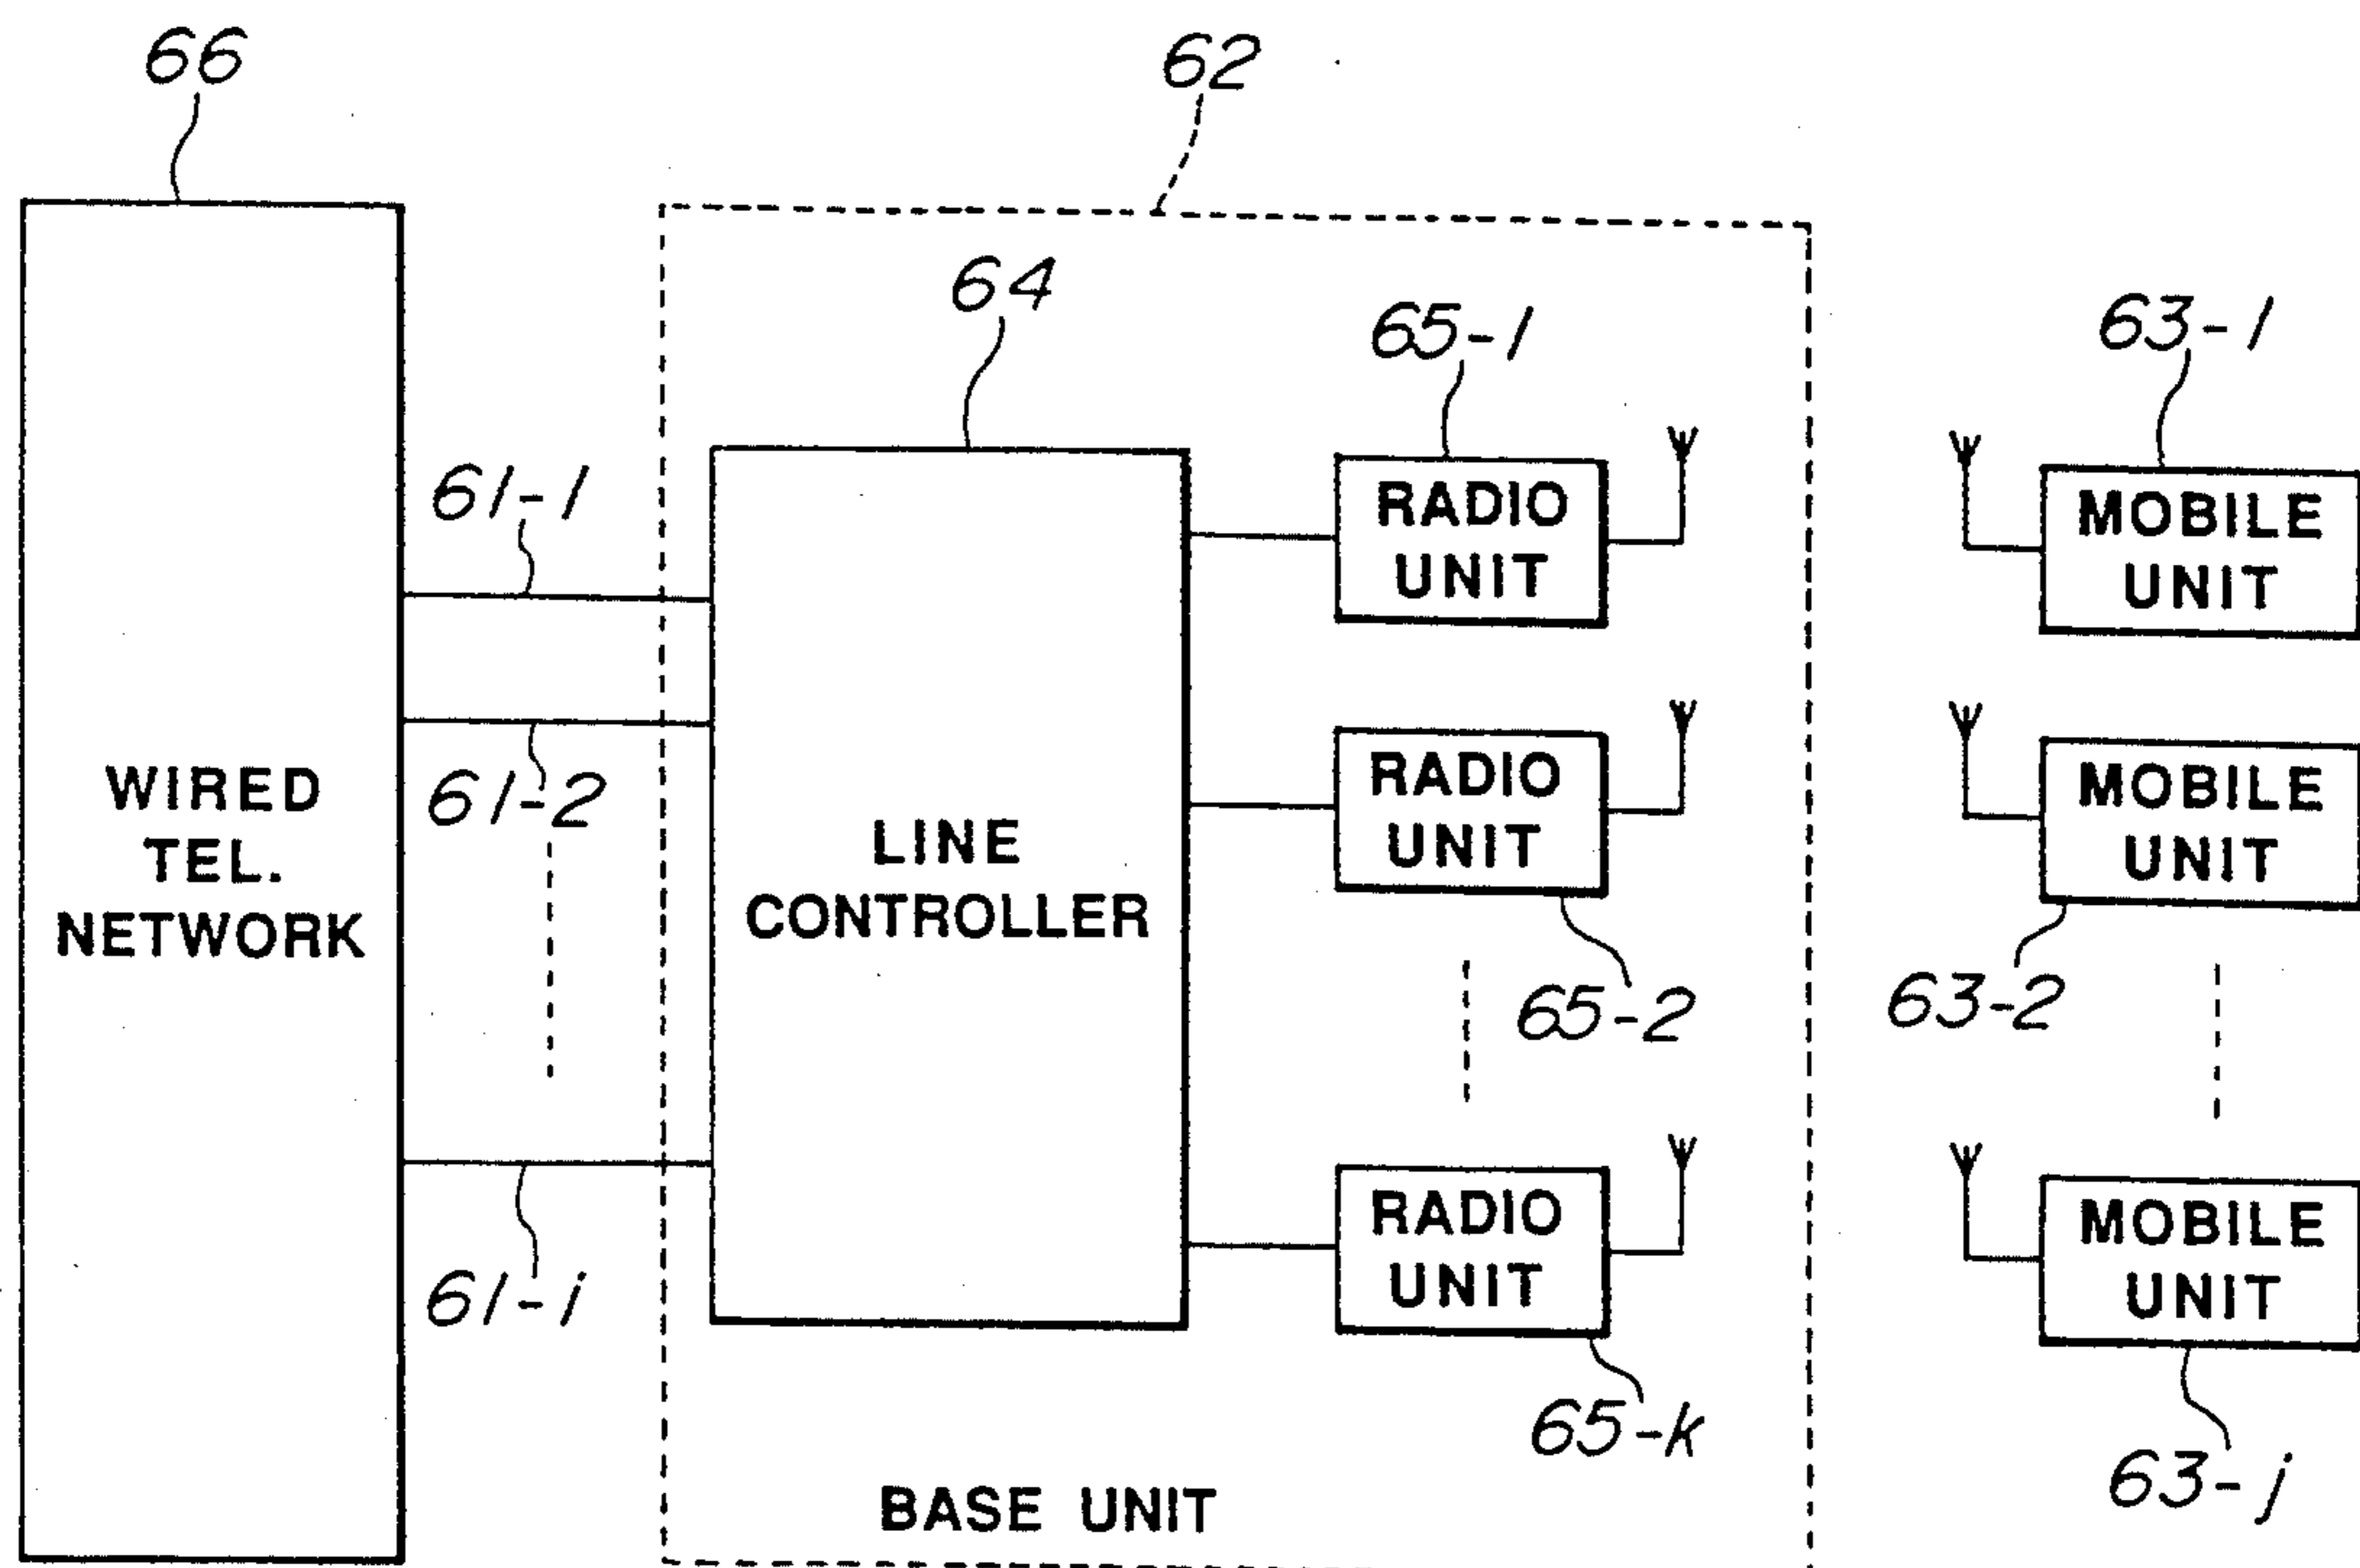 66
62
64
65-1
63-1
61-1
RADIO
UNIT
MOBILE
UNIT
61-2
WIRED
TEL.
NETWORK
LINE
CONTROLLER
RADIO
UNIT
MOBILE
UNIT
65-2
63-2
61-i
RADIO
UNIT
MOBILE
UNIT
65-k
63-j
BASE UNIT